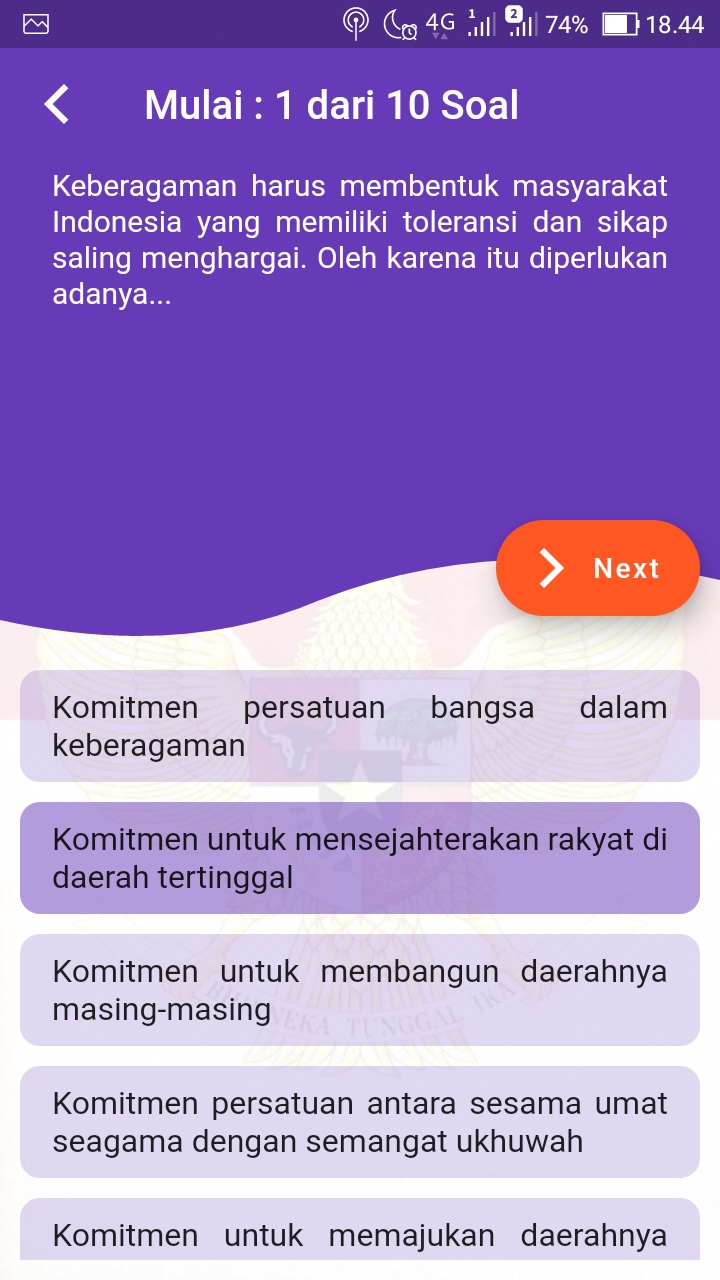 1 2
4G 74% 18.44
Mulai : 1 dari 10 Soal
Keberagaman harus membentuk masyarakat
Indonesia yang memiliki toleransi dan sikap
saling menghargai. Oleh karena itu diperlukan
adanya...
Next
Komitmen persatuan bangsa dalam
keberagaman
Komitmen untuk mensejahterakan rakyat di
daerah tertinggal
Komitmen untuk membangun daerahnya
masing-masing
BHINNEKA TUNGGAL IKA
Komitmen persatuan antara sesama umat
seagama dengan semangat ukhuwah
Komitmen untuk memajukan daerahnya